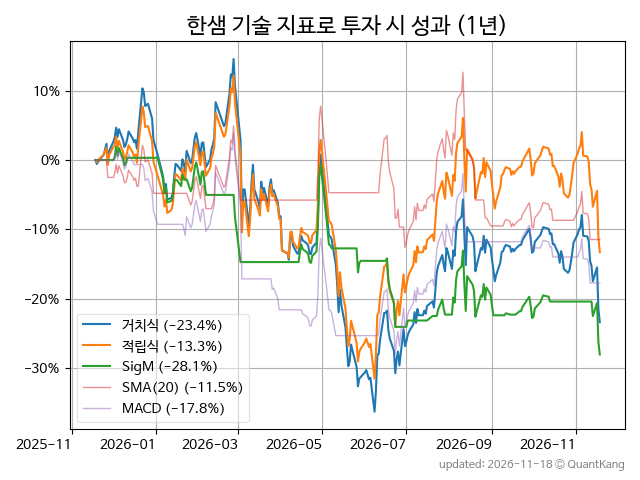 한샘 기술 지표로 투자 시 성과 (1년)
10%
0%
−10%
−20%
−30%
거치식 (−23.4%)
적립식 (−13.3%)
SigM (−28.1%)
SMA(20) (−11.5%)
MACD (−17.8%)
2025-11
2026-01
2026-03
2026-05
2026-07
2026-09
2026-11
updated: 2026-11-18 © QuantKang